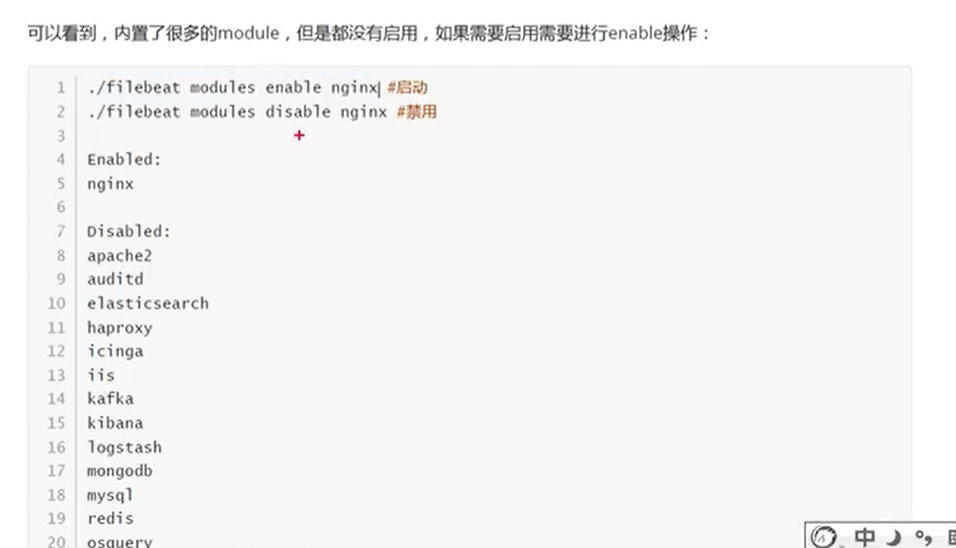 可以看到，内置了很多的module，但是都没有启用，如果需要启用需要进行enable操作：
1 ./filebeat modules enable nginx #启动
2 ./filebeat modules disable nginx #禁用
3
4 Enabled:
5 nginx
6
7 Disabled:
8 apache2
9 auditd
10 elasticsearch
11 haproxy
12 icinga
13 iis
14 kafka
15 kibana
16 logstash
17 mongodb
18 mysql
19 redis
20 osquery
中